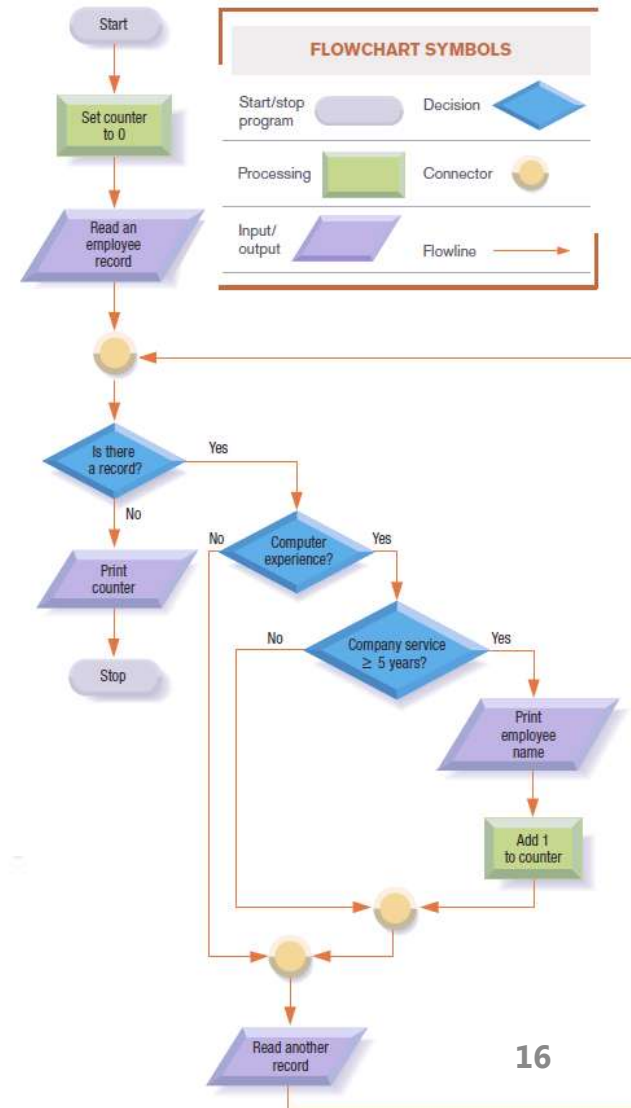 Start
FLOWCHART SYMBOLS
Start/stop
program
Decision
Processing
Connector
Input/
output
Flowline
Set counter
to 0
Read an
employee
record
Is there
a record?
Yes
No
Print
counter
Stop
Computer
experience?
No
Yes
Company service
≥ 5 years?
No
Yes
Print
employee
name
Add 1
to counter
Read another
record
16